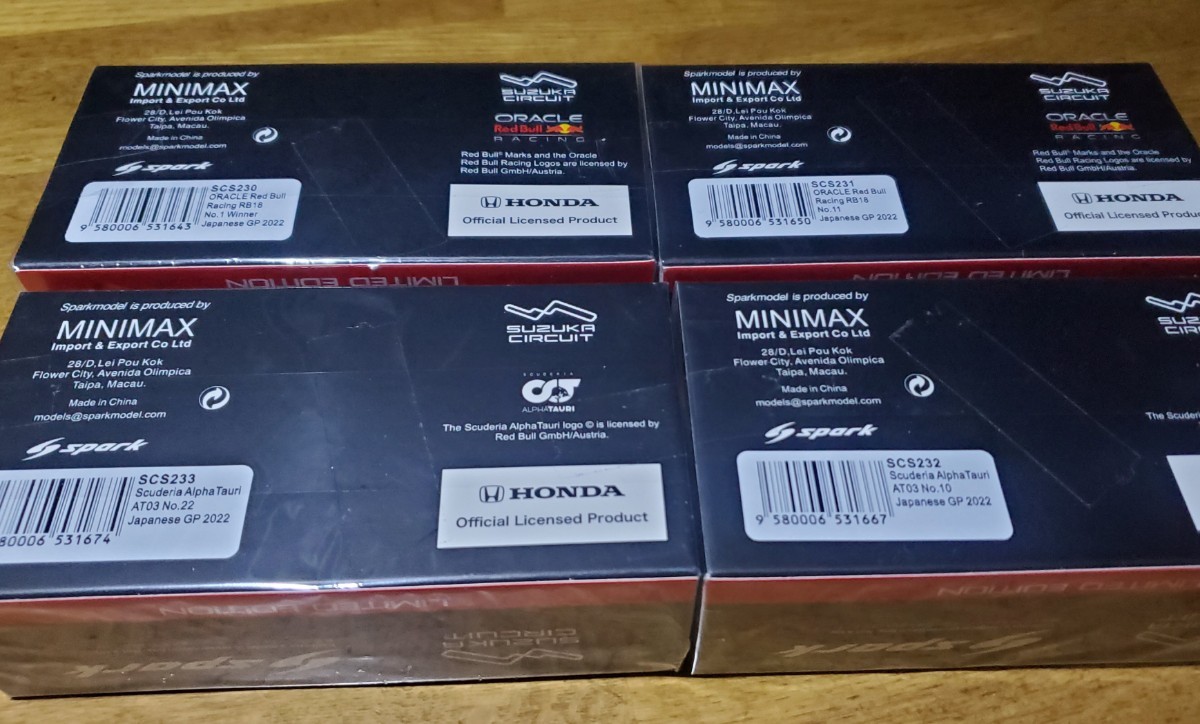 Sparkmodel is produced by
MINIMAX
Import & Export Co Ltd
28/D,Lei Pou Kok
Flower City, Avenida Olimpica
Taipa, Macau.
Made in China
models@sparkmodel.com
spark
SCS230
ORACLE Red Bull
Racing RB18
No.1 Winner
Japanese GP 2022
9 580006 531643
SUZUKA
CIRCUIT
ORACLE
Red Bull
RACING
Red Bull® Marks and the Oracle
Red Bull Racing Logos are licensed by
Red Bull GmbH/Austria.
HONDA
Official Licensed Product
LIMITED EDITION
Sparkmodel is produced by
MINIMAX
Import & Export Co Ltd
28/D,Lei Pou Kok
Flower City, Avenida Olimpica
Taipa, Macau.
Made in China
models@sparkmodel.com
spark
SCS231
ORACLE Red Bull
Racing RB18
No.11
Japanese GP 2022
9 580006 531650
SUZUKA
CIRCUIT
ORACLE
Red Bull
RACING
Red Bull® Marks and the Oracle
Red Bull Racing Logos are licensed by
Red Bull GmbH/Austria.
HONDA
Official Licensed
LIMITED EDITION
Sparkmodel is produced by
MINIMAX
Import & Export Co Ltd
28/D,Lei Pou Kok
Flower City, Avenida Olimpica
Taipa, Macau.
Made in China
models@sparkmodel.com
spark
SCS233
Scuderia AlphaTauri
AT03 No.22
Japanese GP 2022
80006 531674
SUZUKA
CIRCUIT
SCUDERIA
ALPHATAURI
The Scuderia AlphaTauri logo © is licensed by
Red Bull GmbH/Austria.
HONDA
Official Licensed Product
LIMITED EDITION
spark
SUZUKA
CIRCUIT
Sparkmodel is produced by
MINIMAX
Import & Export Co Ltd
28/D,Lei Pou Kok
Flower City, Avenida Olimpica
Taipa, Macau.
Made in China
models@sparkmodel.com
spark
SCS232
Scuderia AlphaTauri
AT03 No.10
Japanese GP 2022
9 580006 531667
The
LIMITED EDITION
spark